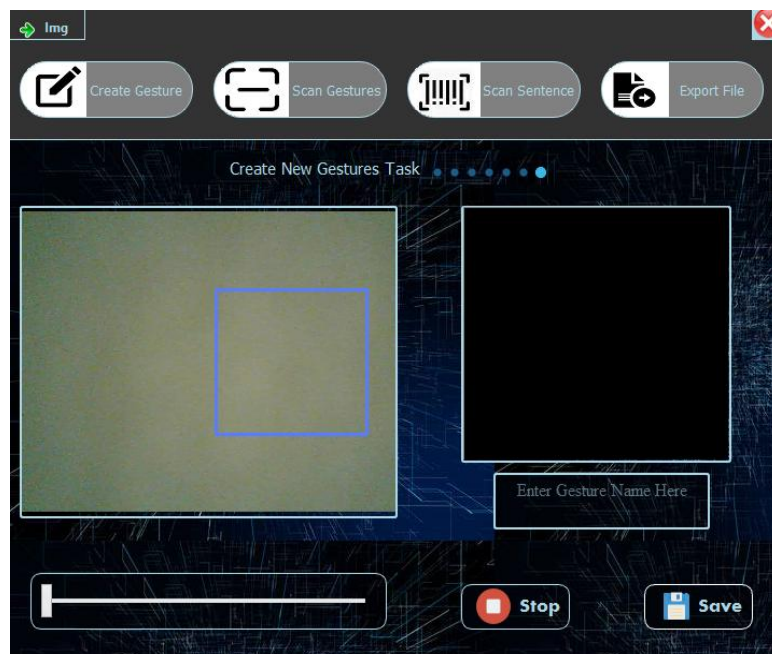 Img
Create Gesture
Scan Gestures
Scan Sentence
Export File
Create New Gestures Task
Enter Gesture Name Here
Stop
Save